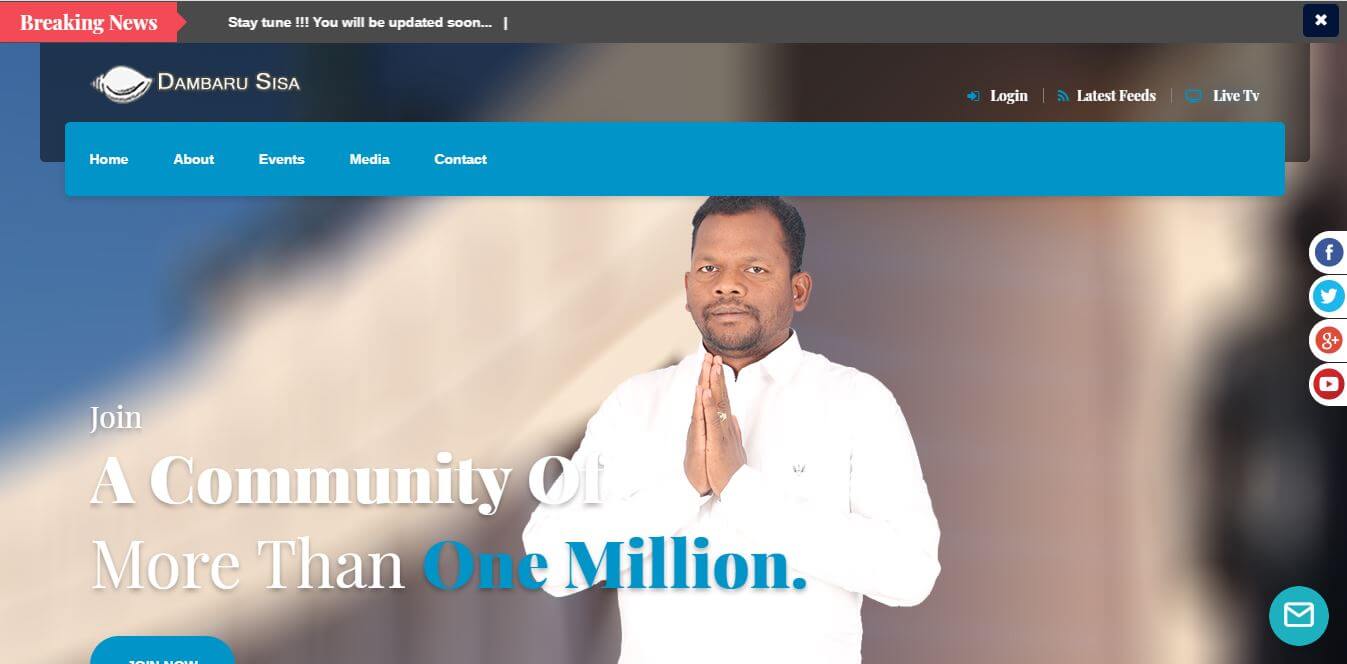 Breaking News
Stay tune !!! You will be updated soon... |
DAMBARU SISA
Login
Latest Feeds
Live Tv
Home
About
Events
Media
Contact
Join
A Community Of
More Than One Million.
JOIN NOW